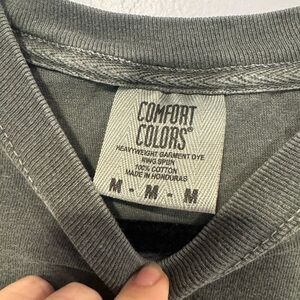 COMFORT
COLORS®
HEAVYWEIGHT GARMENT DYE
RING SPUN
100% COTTON
MADE IN HONDURAS
M - M - M